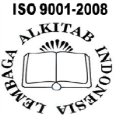 ISO 9001-2008
LEMBAGA ALKITAB INDONESIA